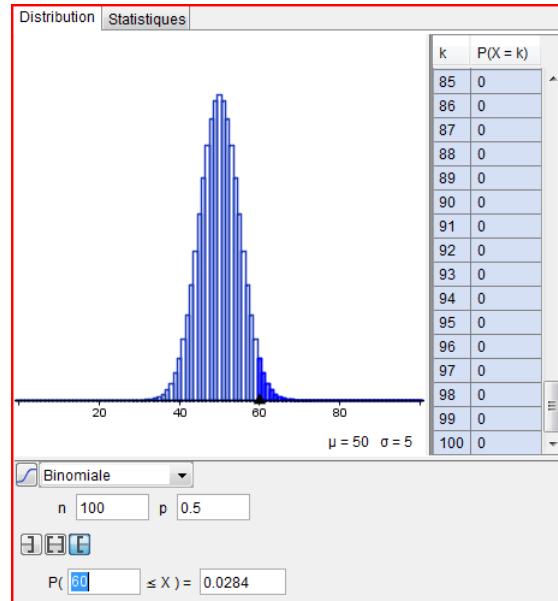 Distribution Statistiques
k P(X = k)
85 0
86 0
87 0
88 0
89 0
90 0
91 0
92 0
93 0
94 0
95 0
96 0
97 0
98 0
99 0
100 0
20 40 60 80
μ = 50 σ = 5
Binomiale
n 100 p 0.5
P( 60 ≤ X ) = 0.0284